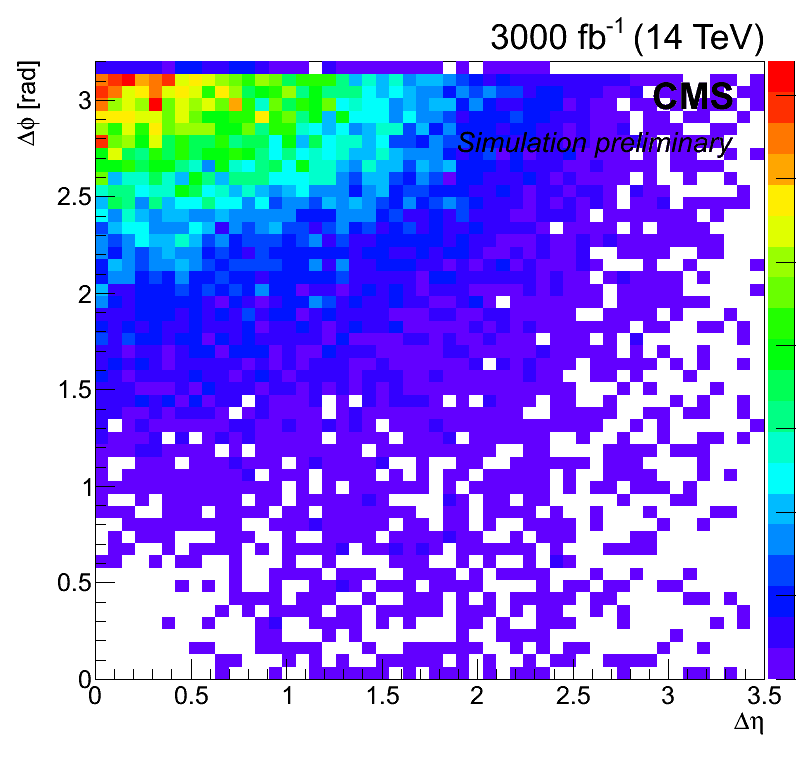 3000 fb-1 (14 TeV)
Δϕ [rad]
CMS
Simulation preliminary
3
2.5
2
1.5
1
0.5
0
0 0.5 1 1.5 2 2.5 3 3.5
Δη